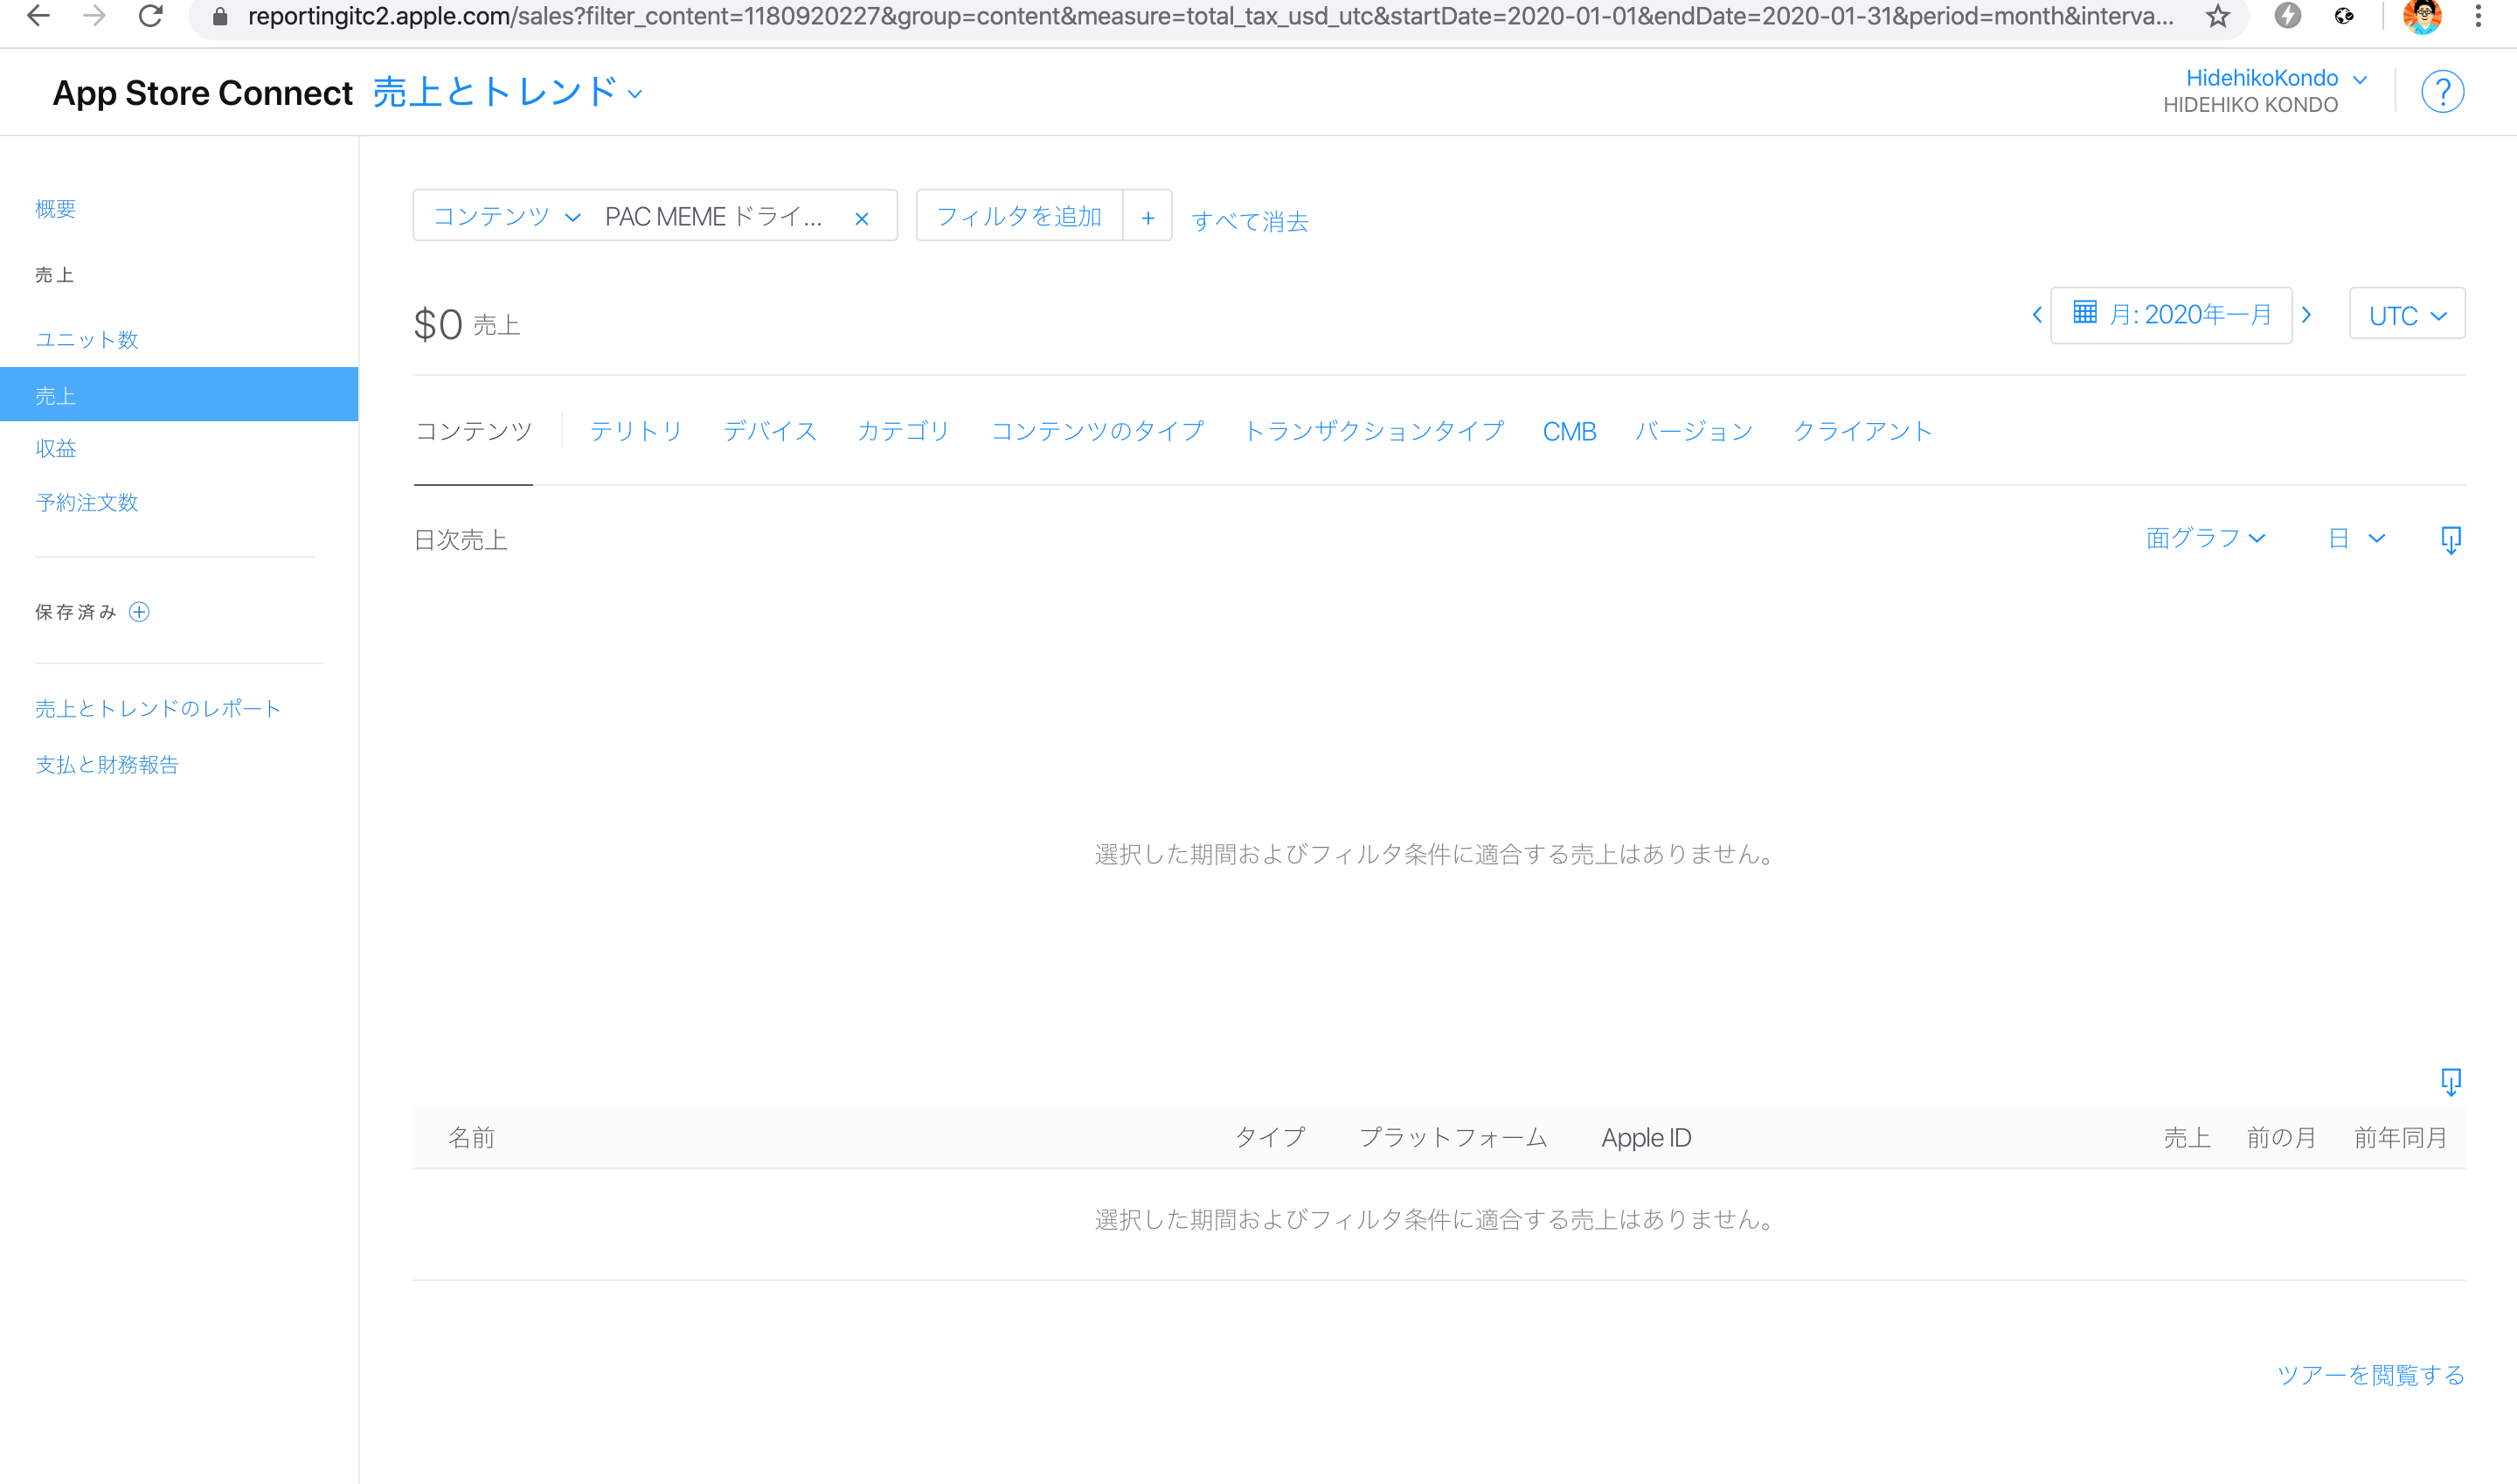 reportingitc2.apple.com/sales?filter_content=1180920227&group=content&measure=total_tax_usd_utc&startDate=2020-01-01&endDate=2020-01-31&period=month&interva...
App Store Connect 売上とトレンド
HidehikoKondo
HIDEHIKO KONDO
?
概要
売上
ユニット数
売上
収益
予約注文数
保存済み
売上とトレンドのレポート
支払と財務報告
コンテンツ PAC MEME ドライ... × フィルタを追加 + すべて消去
$0 売上
月: 2020年一月
UTC
コンテンツ テリトリ デバイス カテゴリ コンテンツのタイプ トランザクションタイプ CMB バージョン クライアント
日次売上 面グラフ 日
選択した期間およびフィルタ条件に適合する売上はありません。
名前 タイプ プラットフォーム Apple ID 売上 前の月 前年同月
選択した期間およびフィルタ条件に適合する売上はありません。
ツアーを閲覧する